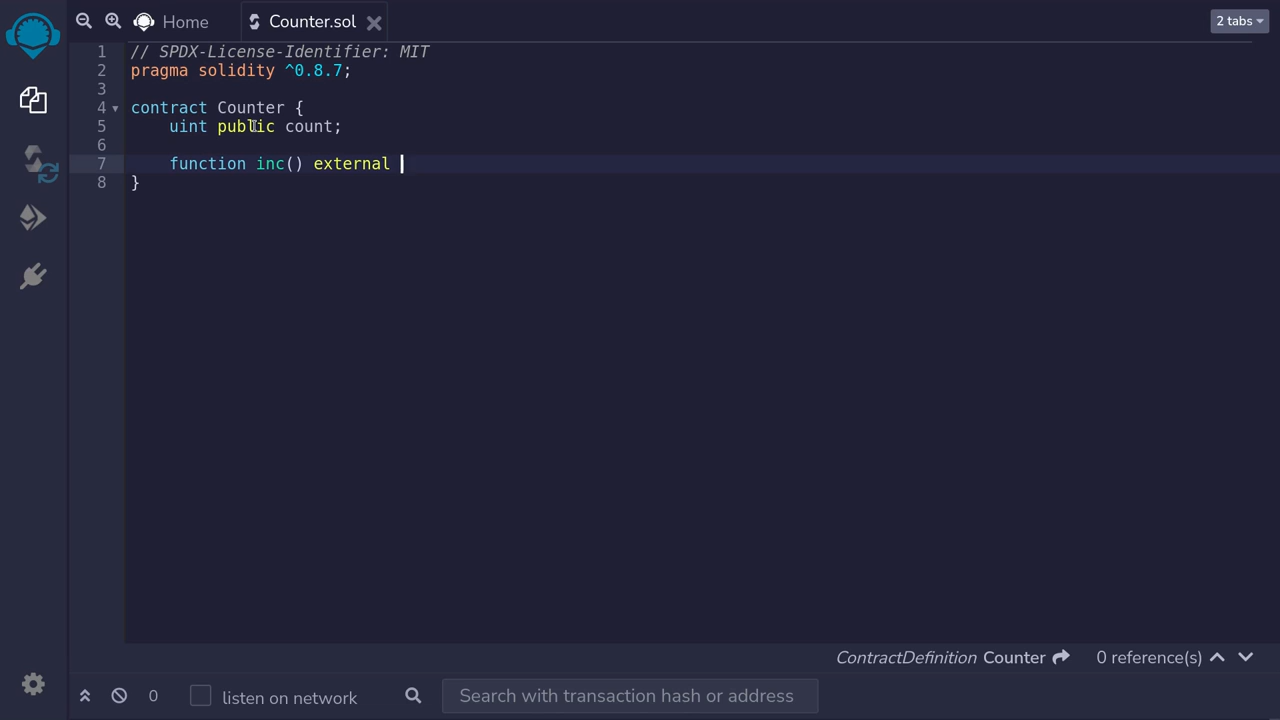 Home
Counter.sol
2 tabs
1 // SPDX-License-Identifier: MIT
2 pragma solidity ^0.8.7;
3
4 contract Counter {
5 uint public count;
6
7 function inc() external
8 }
ContractDefinition Counter 0 reference(s)
0 listen on network Search with transaction hash or address